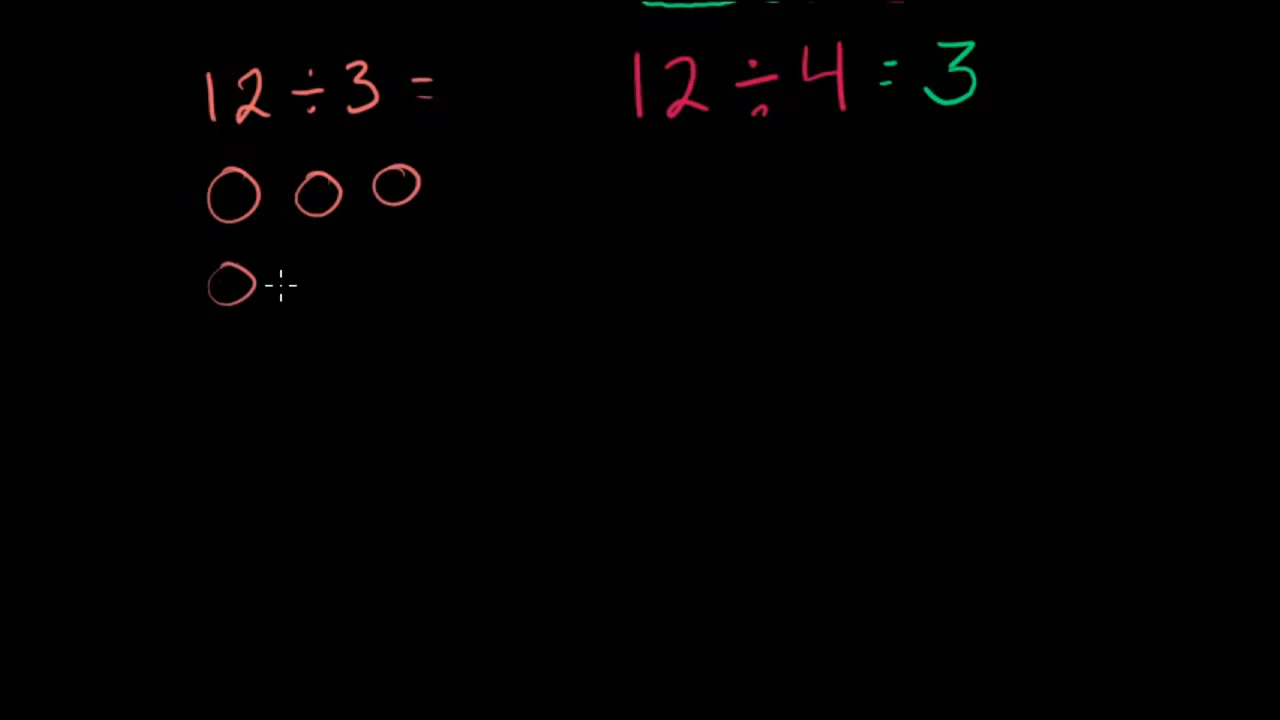 12 ÷ 3 =
12 ÷ 4 = 3